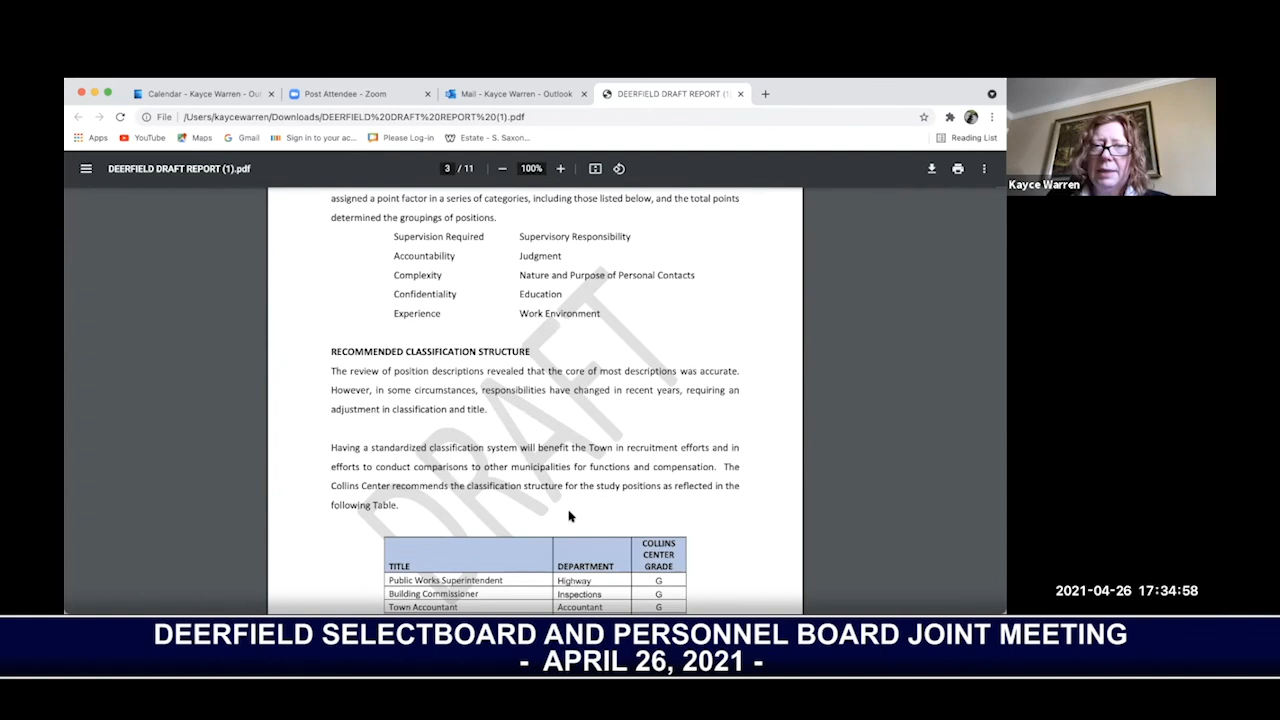 Calendar - Kayce Warren - Out
Post Attendee - Zoom
Mail - Kayce Warren - Outlook
DEERFIELD DRAFT REPORT (1)
File | /Users/kaycewarren/Downloads/DEERFIELD%20DRAFT%20REPORT%20(1).pdf
Apps YouTube Maps Gmail Sign in to your ac... Please Log-in Estate - S. Saxon... Reading List
DEERFIELD DRAFT REPORT (1).pdf 3 / 11 100%
Kayce Warren
assigned a point factor in a series of categories, including those listed below, and the total points
determined the groupings of positions.
Supervision Required Supervisory Responsibility
Accountability Judgment
Complexity Nature and Purpose of Personal Contacts
Confidentiality Education
Experience Work Environment
RECOMMENDED CLASSIFICATION STRUCTURE
The review of position descriptions revealed that the core of most descriptions was accurate.
However, in some circumstances, responsibilities have changed in recent years, requiring an
adjustment in classification and title.
Having a standardized classification system will benefit the Town in recruitment efforts and in
efforts to conduct comparisons to other municipalities for functions and compensation. The
Collins Center recommends the classification structure for the study positions as reflected in the
following Table.
DRAFT
TITLE DEPARTMENT COLLINS CENTER GRADE
Public Works Superintendent Highway G
Building Commissioner Inspections G
Town Accountant Accountant G
2021-04-26 17:34:58
DEERFIELD SELECTBOARD AND PERSONNEL BOARD JOINT MEETING
- APRIL 26, 2021 -